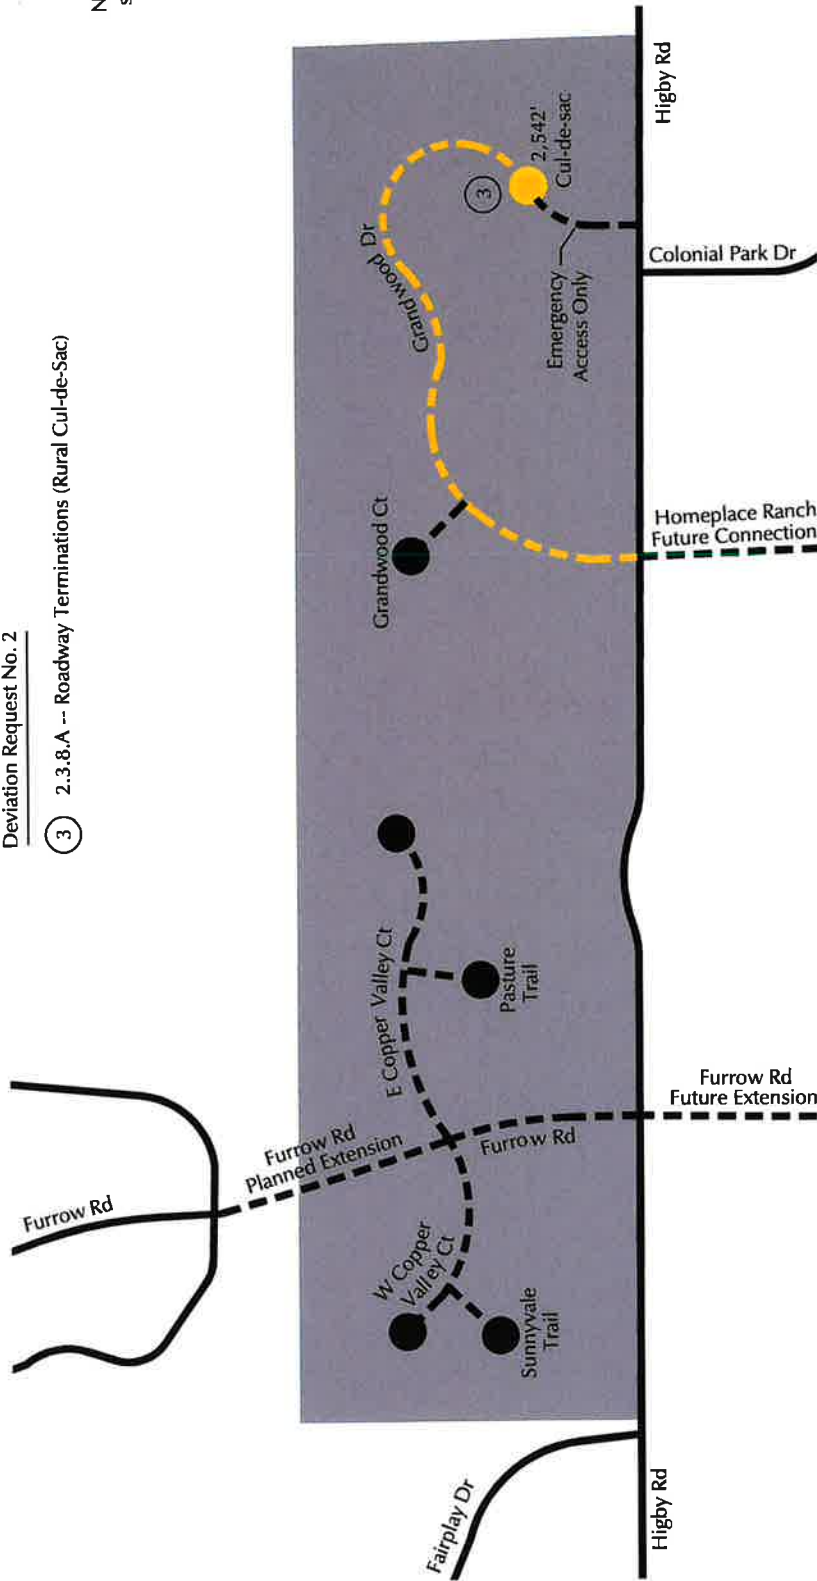 Deviation Request No. 2
3 2.3.8.A -- Roadway Terminations (Rural Cul-de-Sac)
Furrow Rd
Furrow Rd
Planned Extension
Furrow Rd
Furrow Rd
Future Extension
Fairplay Dr
W Copper
Valley Ct
Sunnyvale
Trail
E Copper Valley Ct
Pasture
Trail
Grandwood Ct
Grandwood Dr
3
2,542'
Cul-de-sac
Emergency
Access Only
Homeplace Ranch
Future Connection
Colonial Park Dr
Higby Rd
Higby Rd